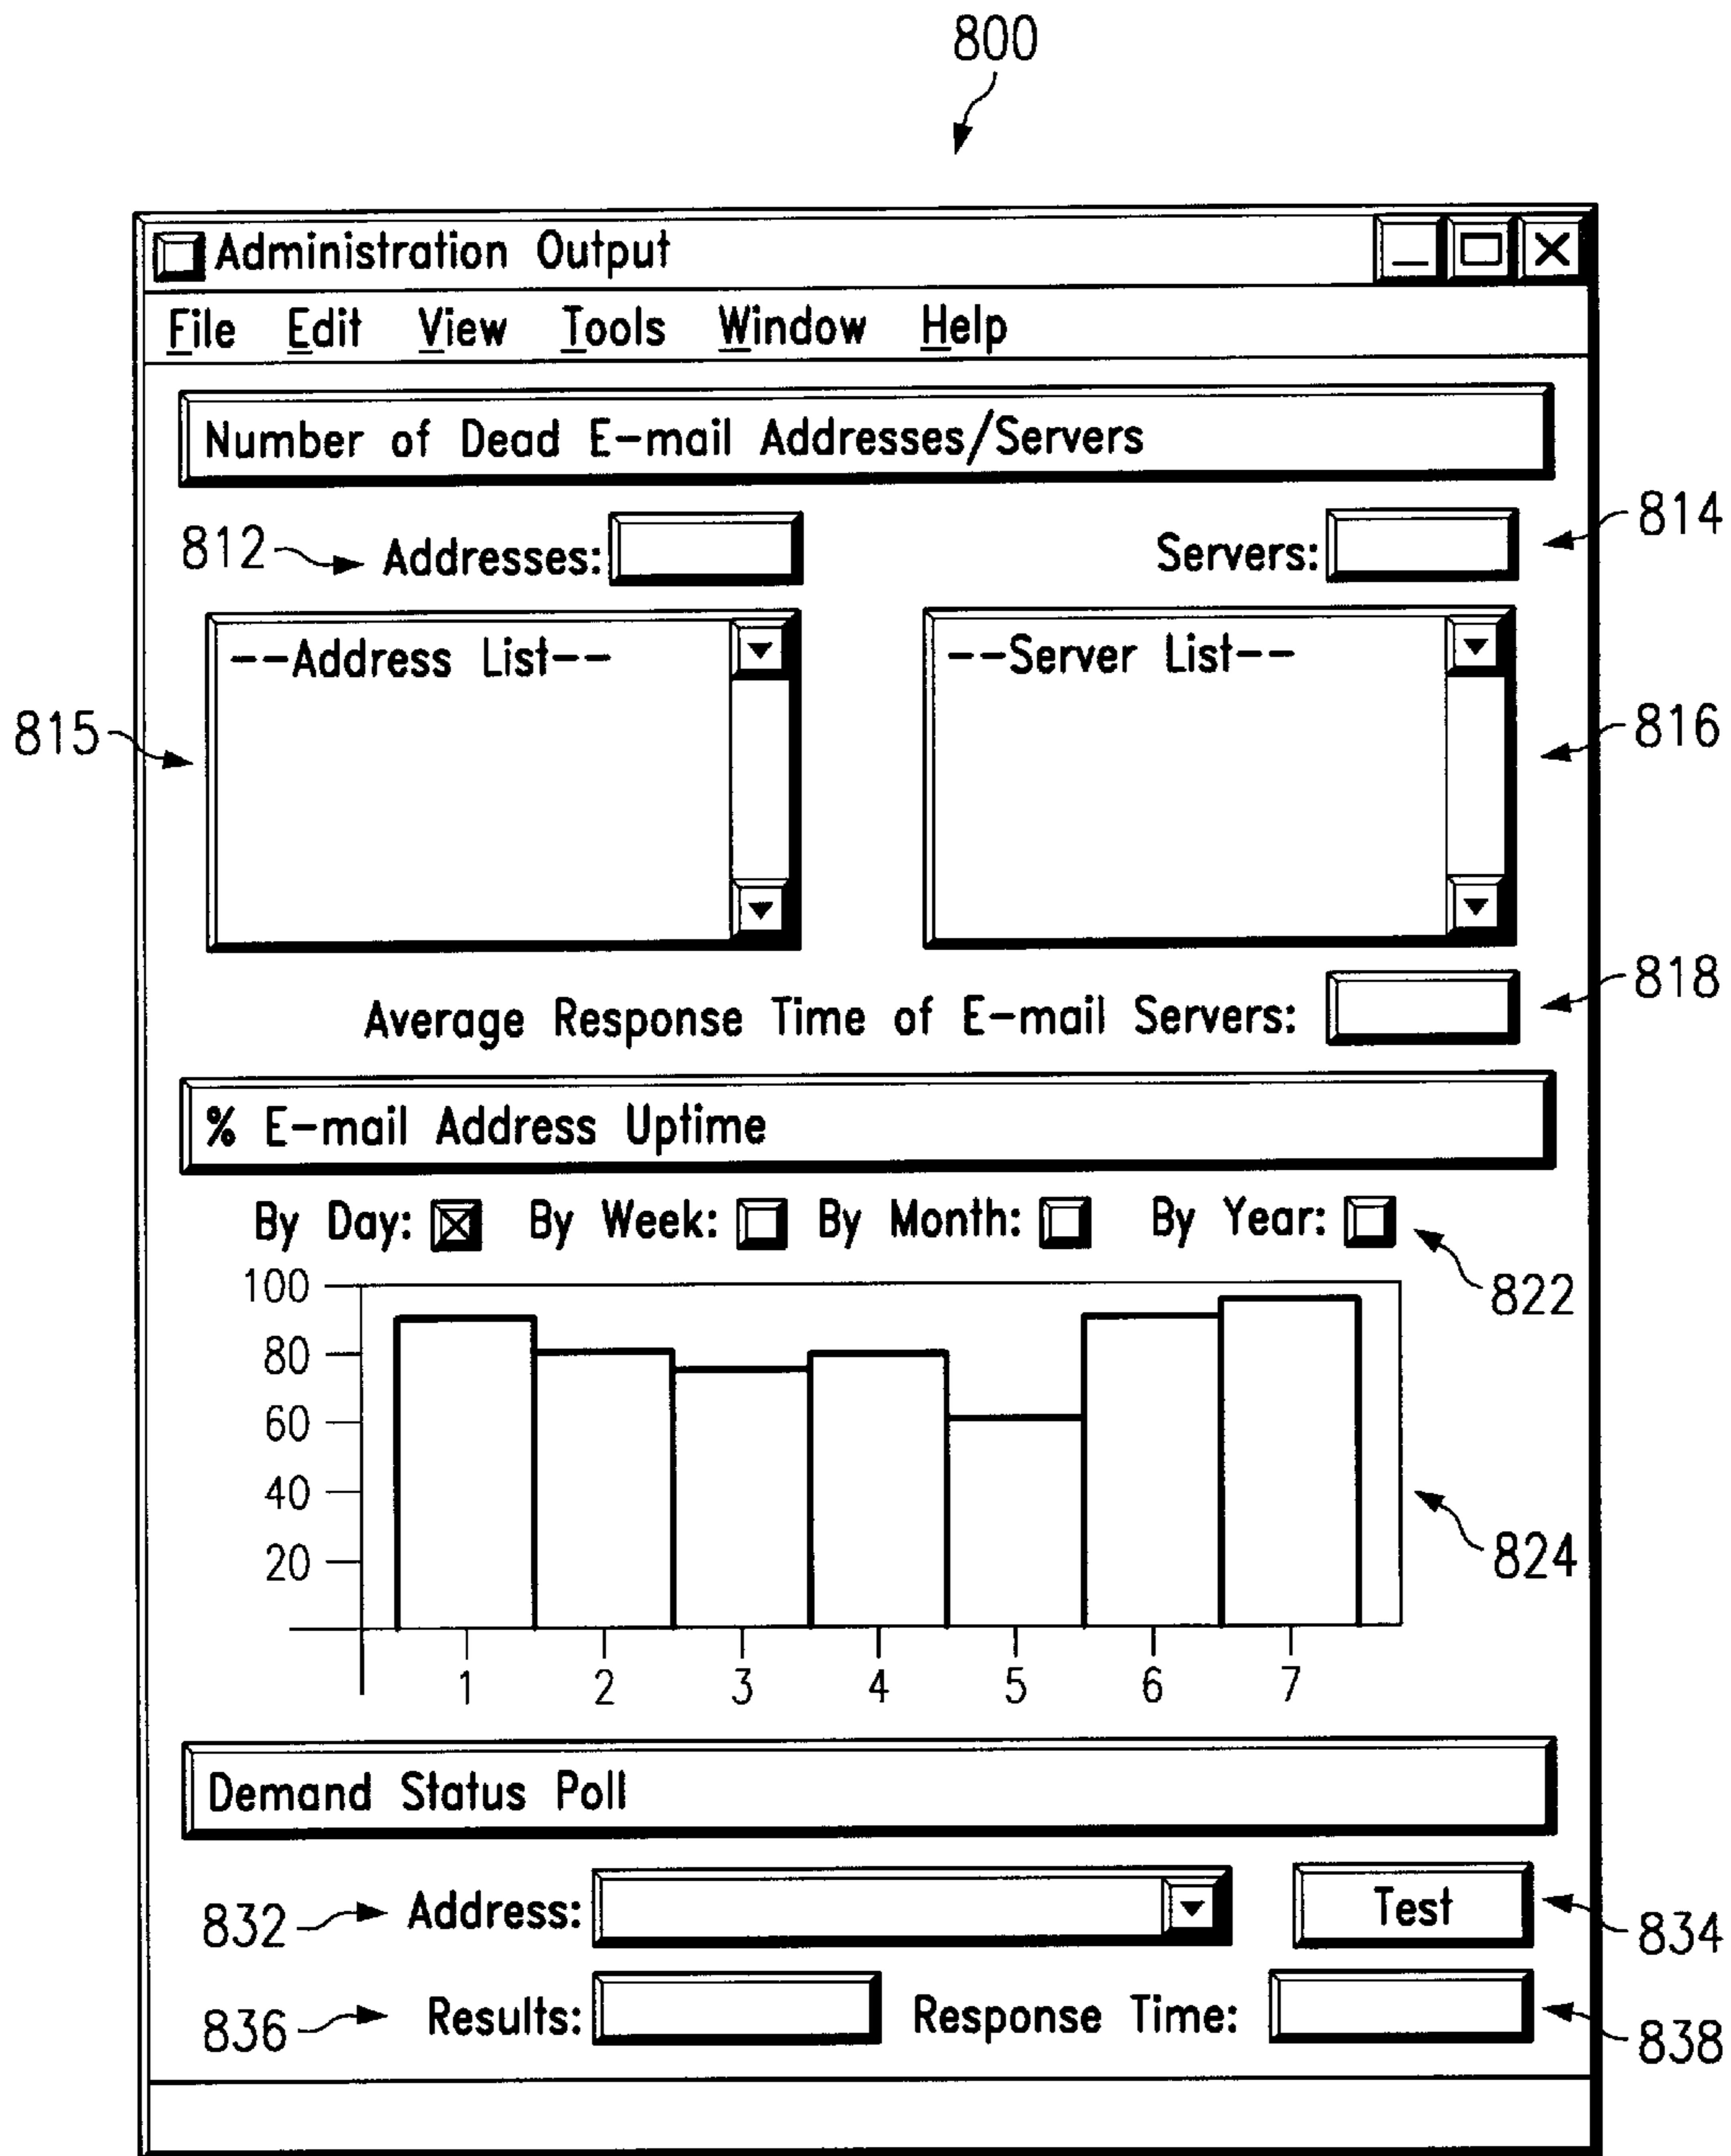 800
Administration Output
File Edit View Tools Window Help
Number of Dead E-mail Addresses/Servers
812 Addresses: Servers: 814
--Address List-- --Server List--
815 816
Average Response Time of E-mail Servers: 818
% E-mail Address Uptime
By Day: By Week: By Month: By Year:
822
100
80
60
40
20
824
1 2 3 4 5 6 7
Demand Status Poll
832 Address: Test 834
836 Results: Response Time: 838